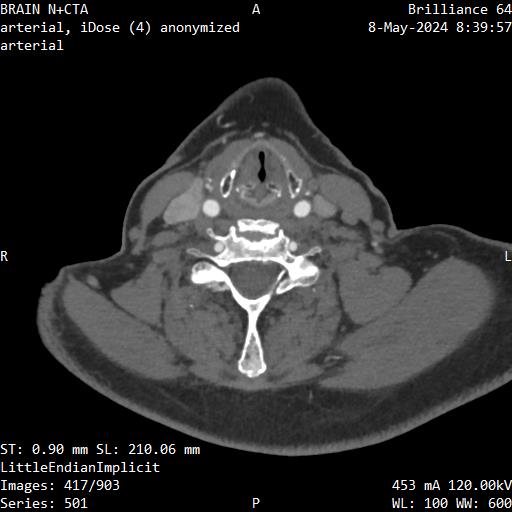 BRAIN N+CTA
A
Brilliance 64
arterial, iDose (4) anonymized
8-May-2024 8:39:57
arterial
R
L
ST: 0.90 mm SL: 210.06 mm
LittleEndianImplicit
Images: 417/903
453 mA 120.00kV
Series: 501
P
WL: 100 WW: 600